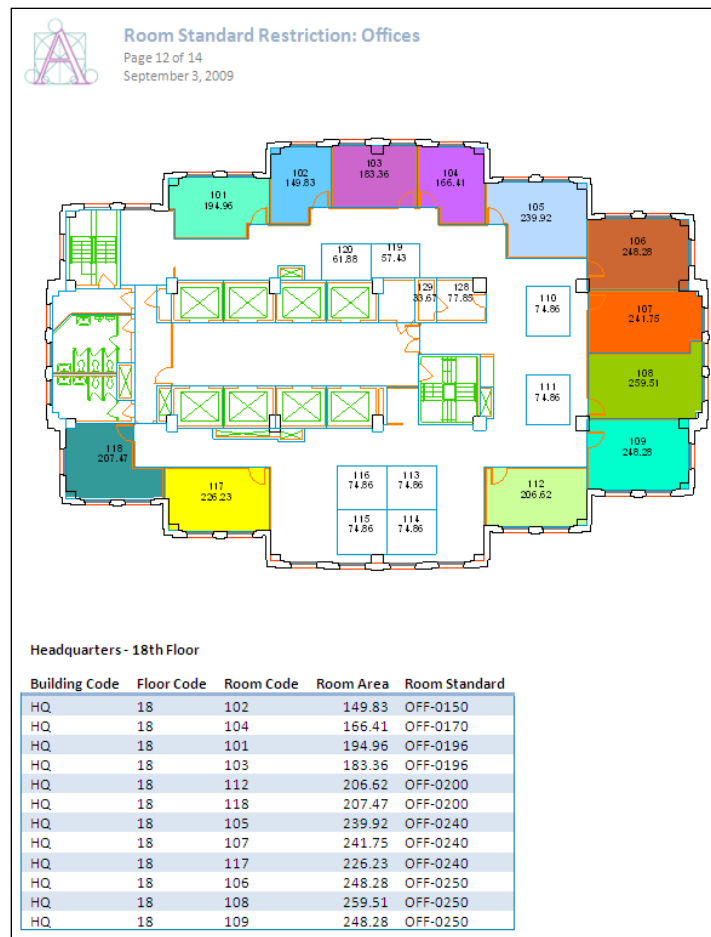 Room Standard Restriction: Offices
Page 12 of 14
September 3, 2009
103
183.36
102
149.83
104
166.41
101
194.96
105
239.92
106
248.28
120
61.88
119
57.43
129
33.67
128
77.85
110
74.86
107
241.75
108
259.51
111
74.86
109
248.28
118
207.47
117
226.23
116
74.86
113
74.86
115
74.86
114
74.86
112
206.62
Headquarters - 18th Floor
Building Code Floor Code Room Code Room Area Room Standard
HQ 18 102 149.83 OFF-0150
HQ 18 104 166.41 OFF-0170
HQ 18 101 194.96 OFF-0196
HQ 18 103 183.36 OFF-0196
HQ 18 112 206.62 OFF-0200
HQ 18 118 207.47 OFF-0200
HQ 18 105 239.92 OFF-0240
HQ 18 107 241.75 OFF-0240
HQ 18 117 226.23 OFF-0240
HQ 18 106 248.28 OFF-0250
HQ 18 108 259.51 OFF-0250
HQ 18 109 248.28 OFF-0250